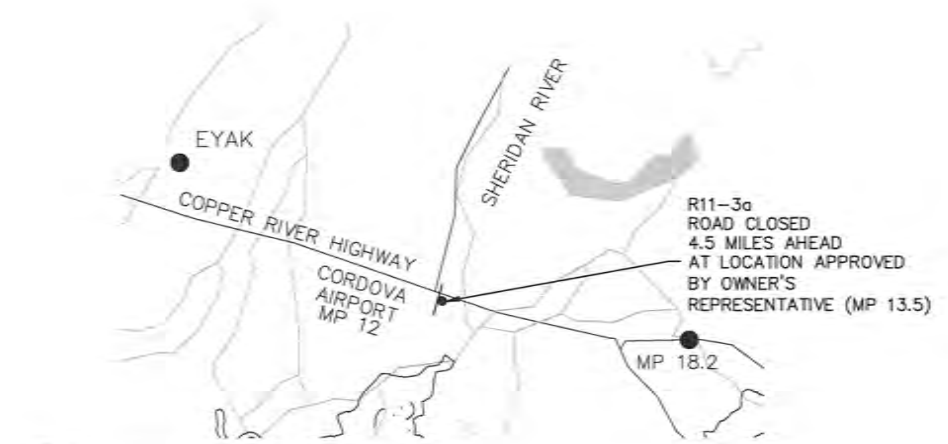 EYAK
SHERIDAN RIVER
COPPER RIVER HIGHWAY
CORDOVA
AIRPORT
MP 12
R11-3a
ROAD CLOSED
4.5 MILES AHEAD
AT LOCATION APPROVED
BY OWNER'S
REPRESENTATIVE (MP 13.5)
MP 18.2